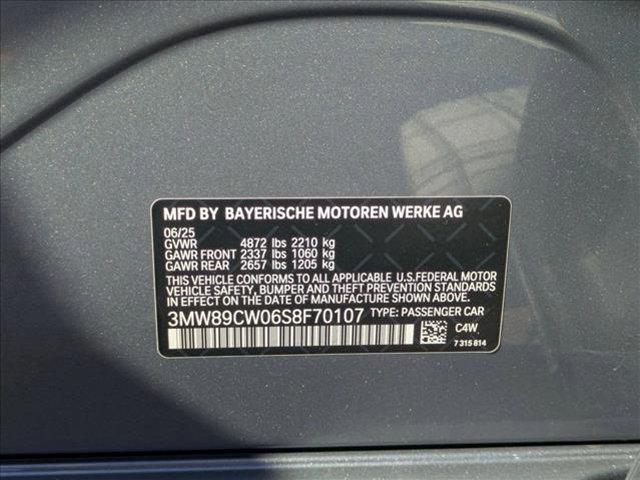 MFD BY BAYERISCHE MOTOREN WERKE AG
06/25
GVWR 4872 lbs 2210 kg
GAWR FRONT 2337 lbs 1060 kg
GAWR REAR 2657 lbs 1205 kg
THIS VEHICLE CONFORMS TO ALL APPLICABLE U.S.FEDERAL MOTOR
VEHICLE SAFETY, BUMPER AND THEFT PREVENTION STANDARDS
IN EFFECT ON THE DATE OF MANUFACTURE SHOWN ABOVE.
3MW89CW06S8F70107 TYPE: PASSENGER CAR
C4W
7 315 814